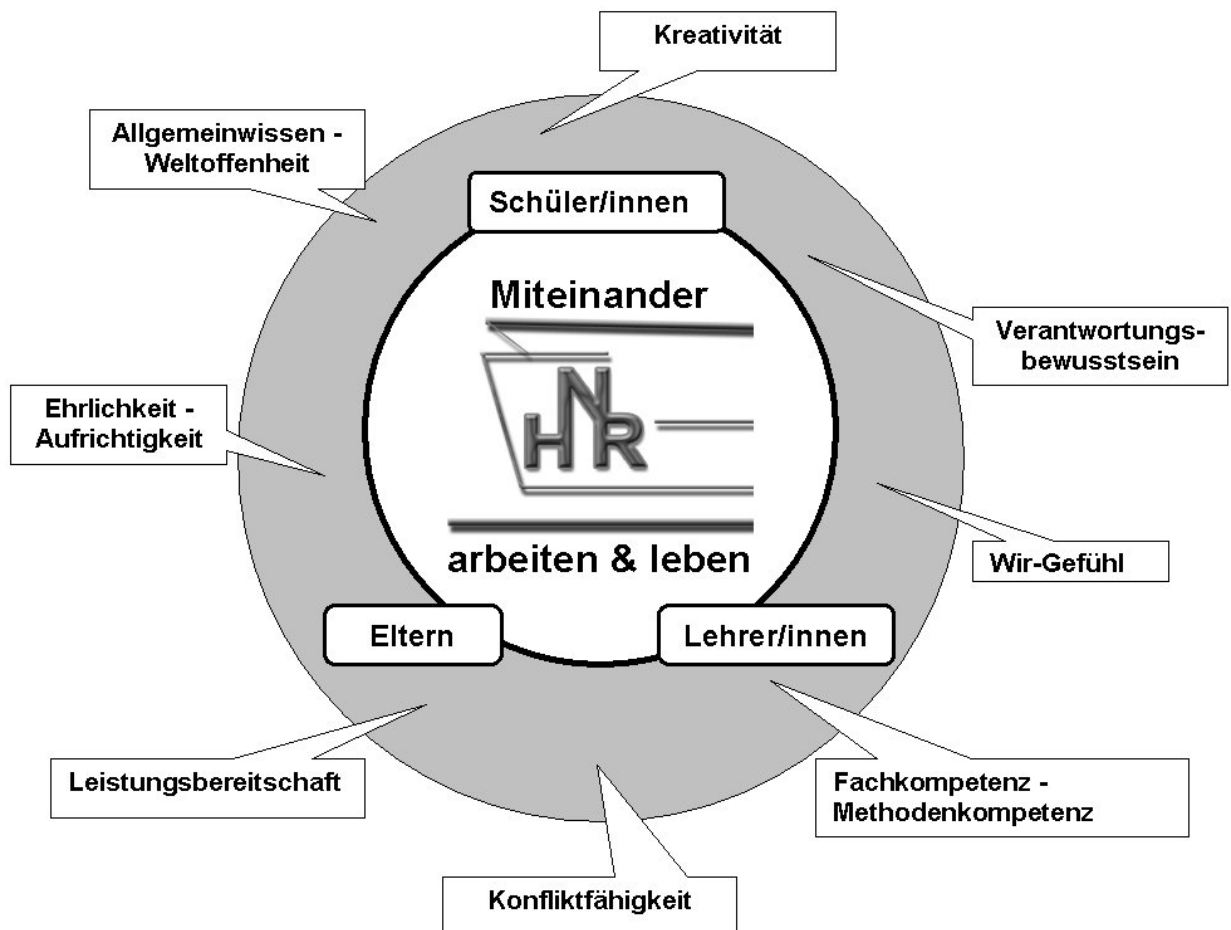 Kreativität
Allgemeinwissen -
Weltoffenheit
Schüler/innen
Miteinander
HNR
arbeiten & leben
Verantwortungs-
bewusstsein
Ehrlichkeit -
Aufrichtigkeit
Wir-Gefühl
Eltern
Lehrer/innen
Leistungsbereitschaft
Fachkompetenz -
Methodenkompetenz
Konfliktfähigkeit